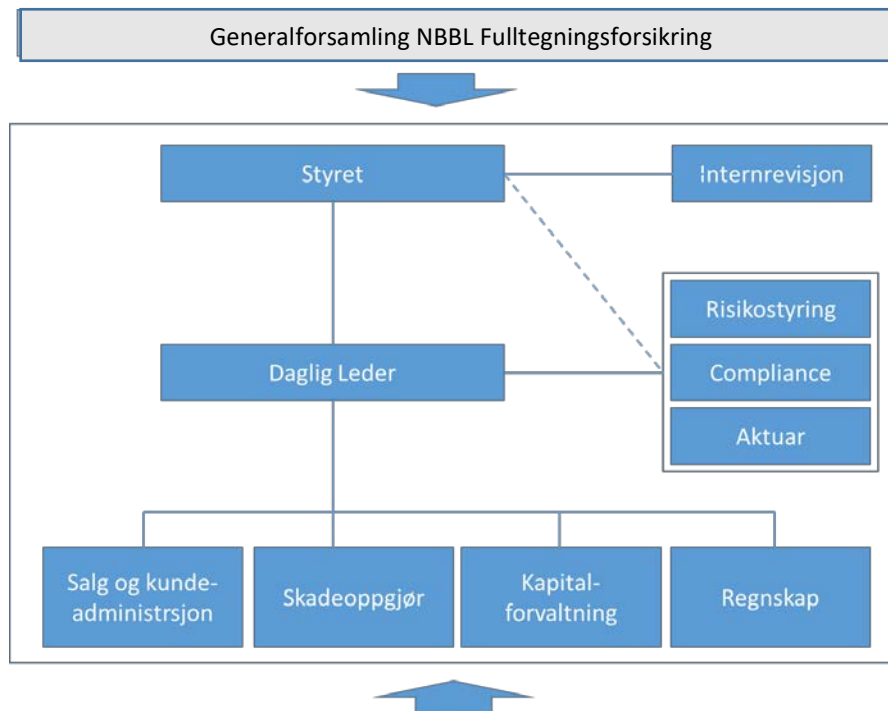 Generalforsamling NBBL Fulltegningsforsikring
Styret
Internrevisjon
Risikostyring
Daglig Leder
Compliance
Aktuar
Salg og kunde-
administrsjon
Skadeoppgjør
Kapital-
forvaltning
Regnskap